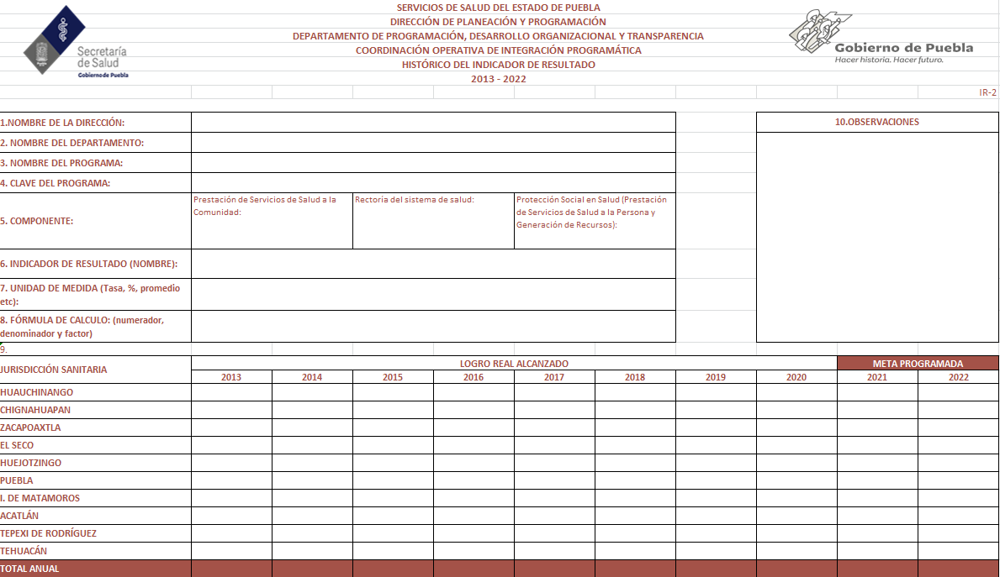 SERVICIOS DE SALUD DEL ESTADO DE PUEBLA
DIRECCIÓN DE PLANEACIÓN Y PROGRAMACIÓN
DEPARTAMENTO DE PROGRAMACIÓN, DESARROLLO ORGANIZACIONAL Y TRANSPARENCIA
COORDINACIÓN OPERATIVA DE INTEGRACIÓN PROGRAMÁTICA
HISTÓRICO DEL INDICADOR DE RESULTADO
2013 - 2022
Secretaría
de Salud
Gobierno de Puebla
Gobierno de Puebla
Hacer historia. Hacer futuro.
IR-2
1.NOMBRE DE LA DIRECCIÓN:
2. NOMBRE DEL DEPARTAMENTO:
3. NOMBRE DEL PROGRAMA:
4. CLAVE DEL PROGRAMA:
5. COMPONENTE:
Prestación de Servicios de Salud a la
Comunidad:
Rectoría del sistema de salud:
Protección Social en Salud (Prestación
de Servicios de Salud a la Persona y
Generación de Recursos):
6. INDICADOR DE RESULTADO (NOMBRE):
7. UNIDAD DE MEDIDA (Tasa, %, promedio
etc):
8. FÓRMULA DE CALCULO: (numerador,
denominador y factor)
10.OBSERVACIONES
9.
JURISDICCIÓN SANITARIA
LOGRO REAL ALCANZADO
META PROGRAMADA
2013 2014 2015 2016 2017 2018 2019 2020 2021 2022
HUAUCHINANGO
CHIGNAHUAPAN
ZACAPOAXTLA
EL SECO
HUEJOTZINGO
PUEBLA
I. DE MATAMOROS
ACATLÁN
TEPEXI DE RODRÍGUEZ
TEHUACÁN
TOTAL ANUAL